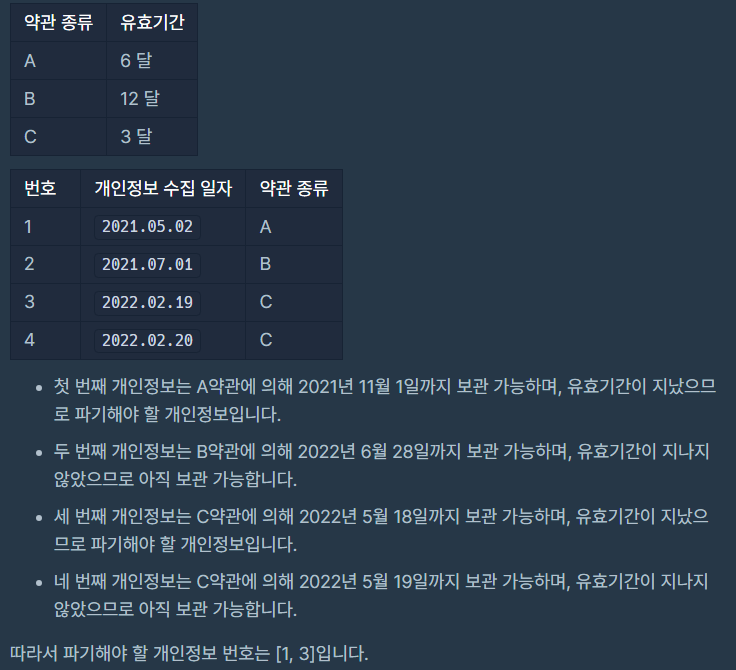 약관 종류 유효기간
A 6 달
B 12 달
C 3 달
번호 개인정보 수집 일자 약관 종류
1 2021.05.02 A
2 2021.07.01 B
3 2022.02.19 C
4 2022.02.20 C
• 첫 번째 개인정보는 A약관에 의해 2021년 11월 1일까지 보관 가능하며, 유효기간이 지났으므
로 파기해야 할 개인정보입니다.
• 두 번째 개인정보는 B약관에 의해 2022년 6월 28일까지 보관 가능하며, 유효기간이 지나지
않았으므로 아직 보관 가능합니다.
• 세 번째 개인정보는 C약관에 의해 2022년 5월 18일까지 보관 가능하며, 유효기간이 지났으
므로 파기해야 할 개인정보입니다.
• 네 번째 개인정보는 C약관에 의해 2022년 5월 19일까지 보관 가능하며, 유효기간이 지나지
않았으므로 아직 보관 가능합니다.
따라서 파기해야 할 개인정보 번호는 [1, 3]입니다.